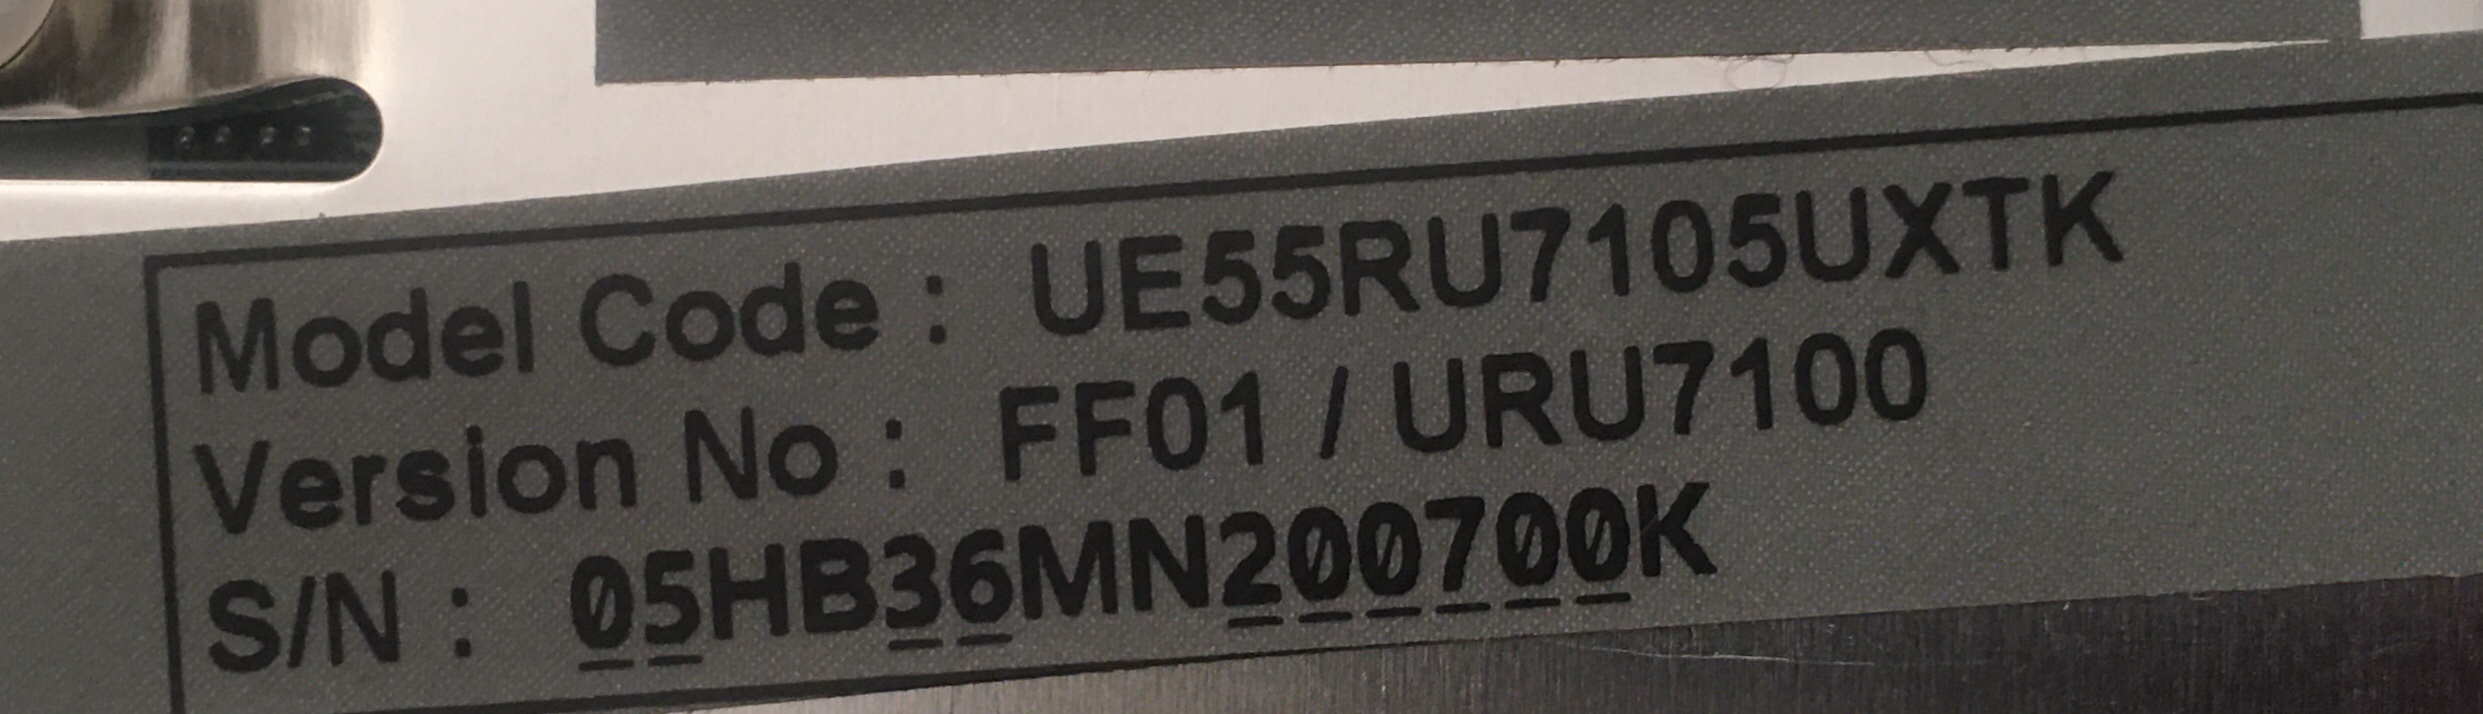 Model Code : UE55RU7105UXTK
Version No : FF01 / URU7100
S/N : 05HB36MN200700K